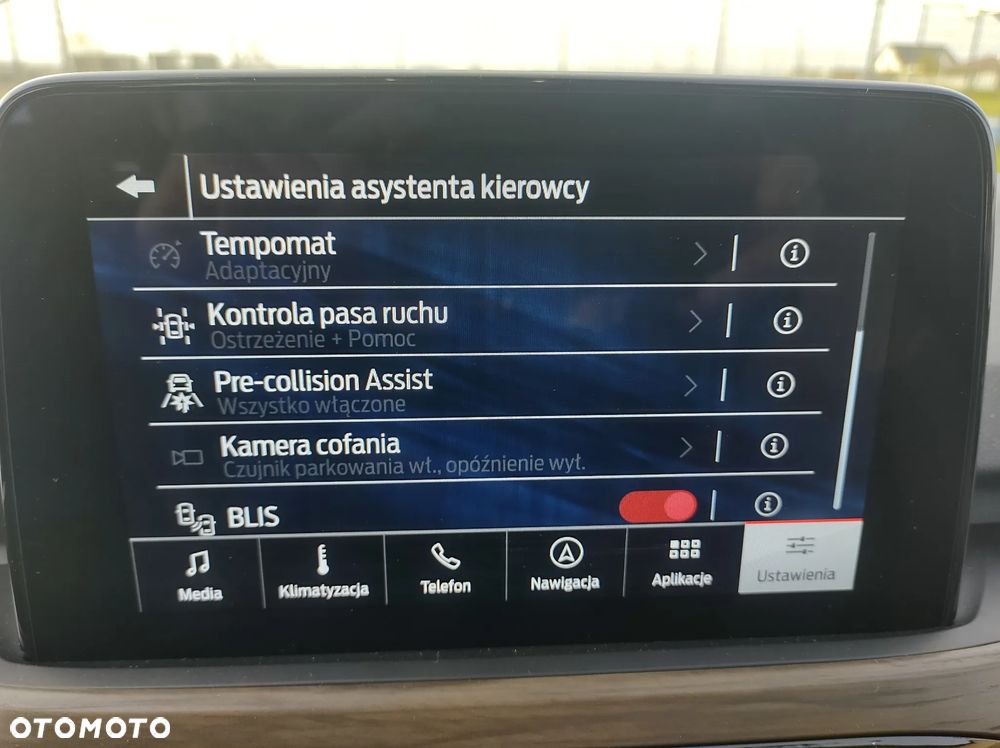 Ustawienia asystenta kierowcy
Tempomat
Adaptacyjny
Kontrola pasa ruchu
Ostrzeżenie + Pomoc
Pre-collision Assist
Wszystko włączone
Kamera cofania
Czujnik parkowania wł., opóźnienie wył.
BLIS
Media
Klimatyzacja
Telefon
Nawigacja
Aplikacje
Ustawienia
OTOMOTO